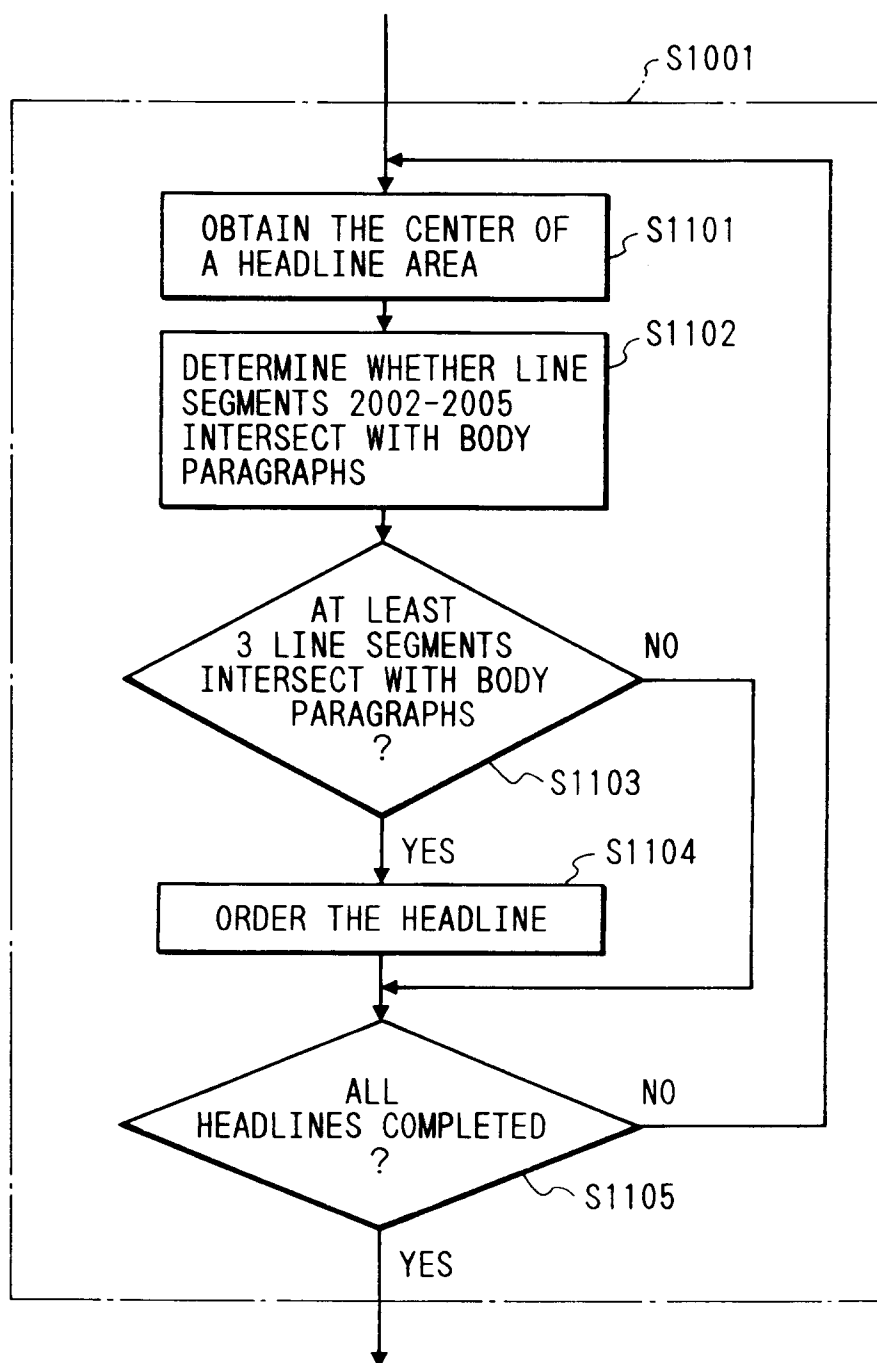 S1001
OBTAIN THE CENTER OF
A HEADLINE AREA
S1101
S1102
DETERMINE WHETHER LINE
SEGMENTS 2002-2005
INTERSECT WITH BODY
PARAGRAPHS
AT LEAST
3 LINE SEGMENTS
INTERSECT WITH BODY
PARAGRAPHS
?
NO
S1103
YES
S1104
ORDER THE HEADLINE
ALL
HEADLINES COMPLETED
?
NO
S1105
YES